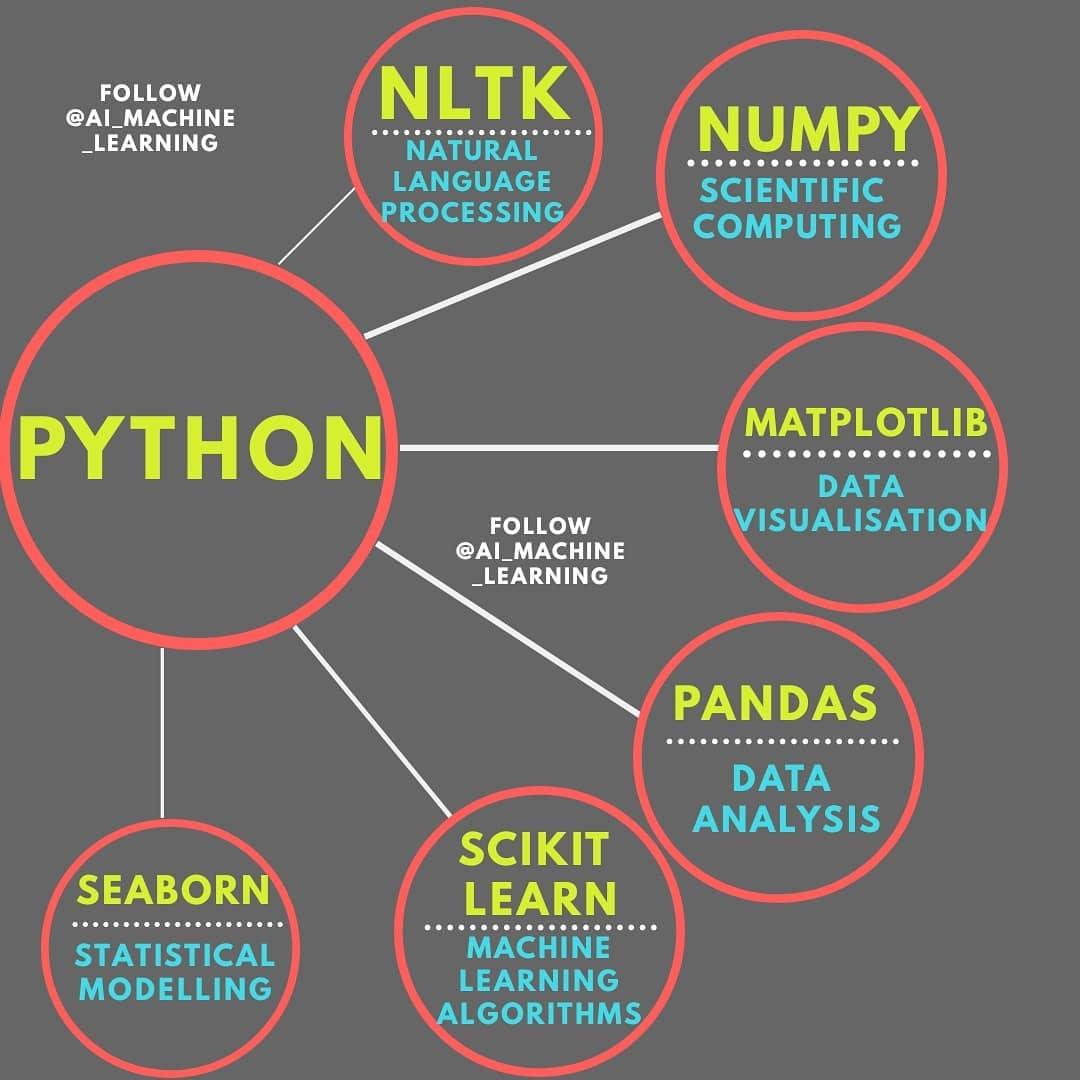 FOLLOW
@AI_MACHINE
_LEARNING
NLTK
NATURAL
LANGUAGE
PROCESSING
NUMPY
SCIENTIFIC
COMPUTING
PYTHON
MATPLOTLIB
DATA
VISUALISATION
FOLLOW
@AI_MACHINE
_LEARNING
PANDAS
DATA
ANALYSIS
SCIKIT
LEARN
MACHINE
LEARNING
ALGORITHMS
SEABORN
STATISTICAL
MODELLING